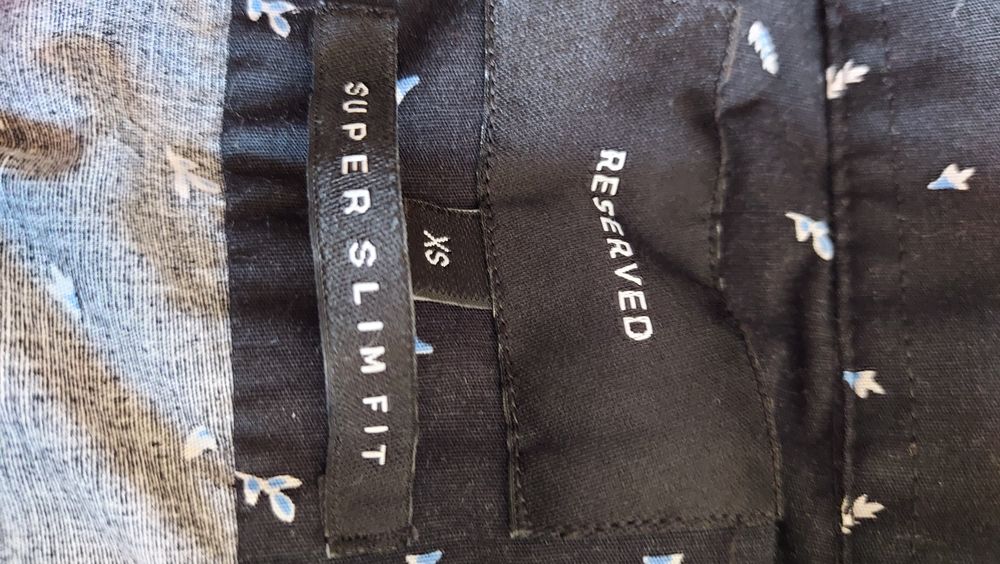 RESERVED
XS
SUPER SLIM FIT